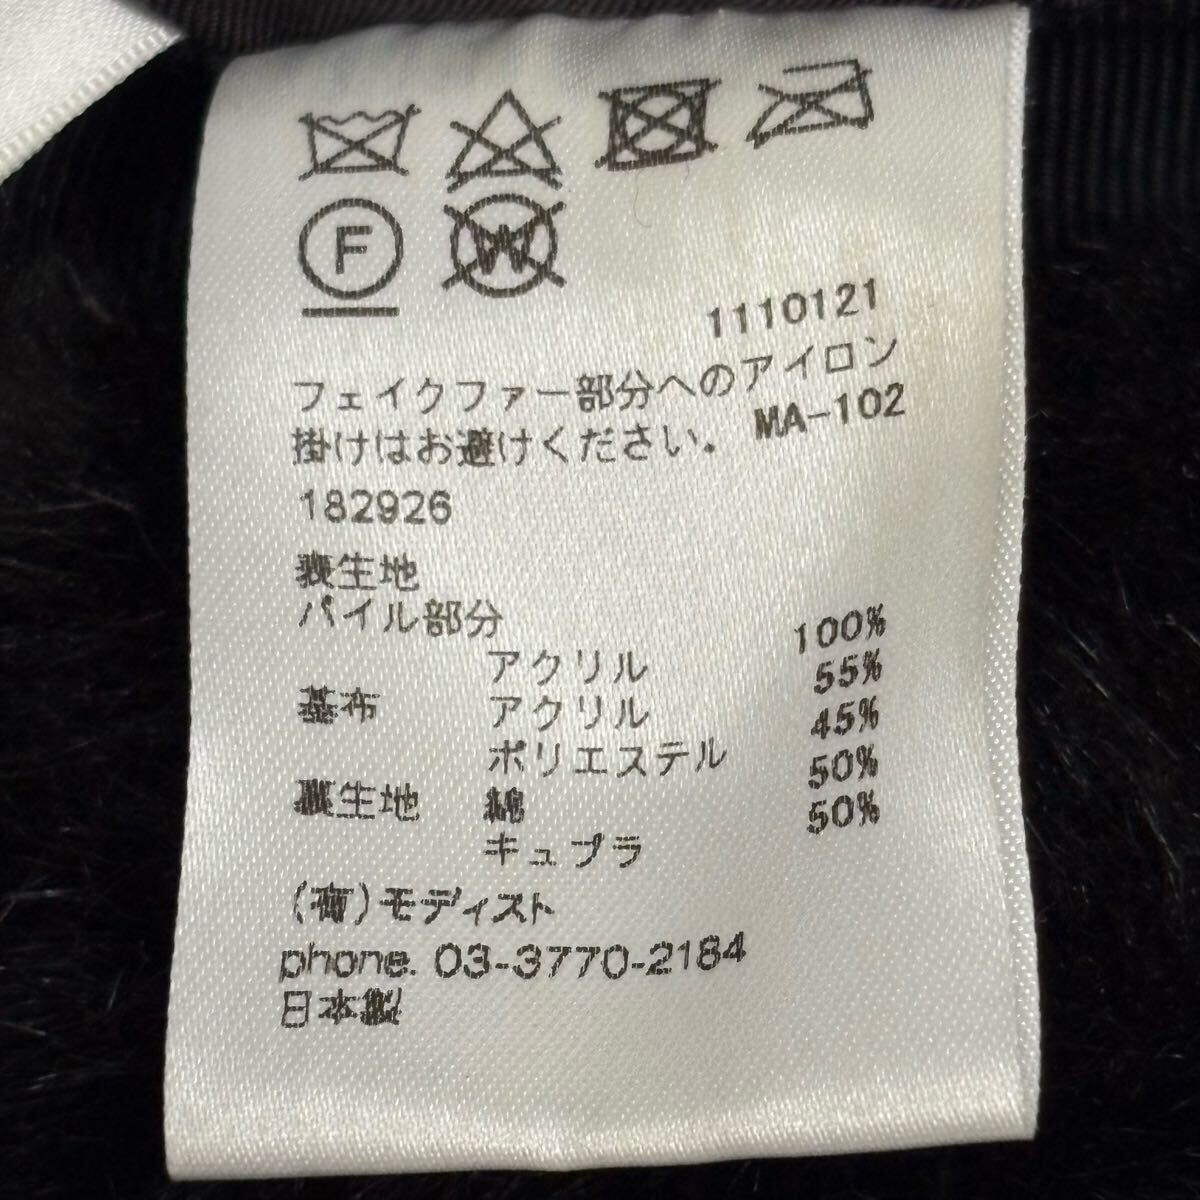 F
W
1110121
フェイクファー部分へのアイロン
掛けはお避けください。 MA-102
182926
表生地
パイル部分
アクリル 100%
基布 アクリル 55%
ポリエステル 45%
裏生地 綿 50%
キュプラ 50%
(有)モディスト
phone. 03-3770-2184
日本製